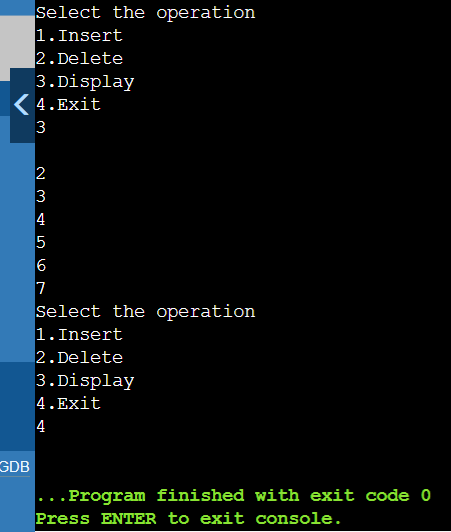 Select the operation
1.Insert
2.Delete
3.Display
4.Exit
3
2
3
4
5
6
7
Select the operation
1.Insert
2.Delete
3.Display
4.Exit
4
GDB
...Program finished with exit code 0
Press ENTER to exit console.